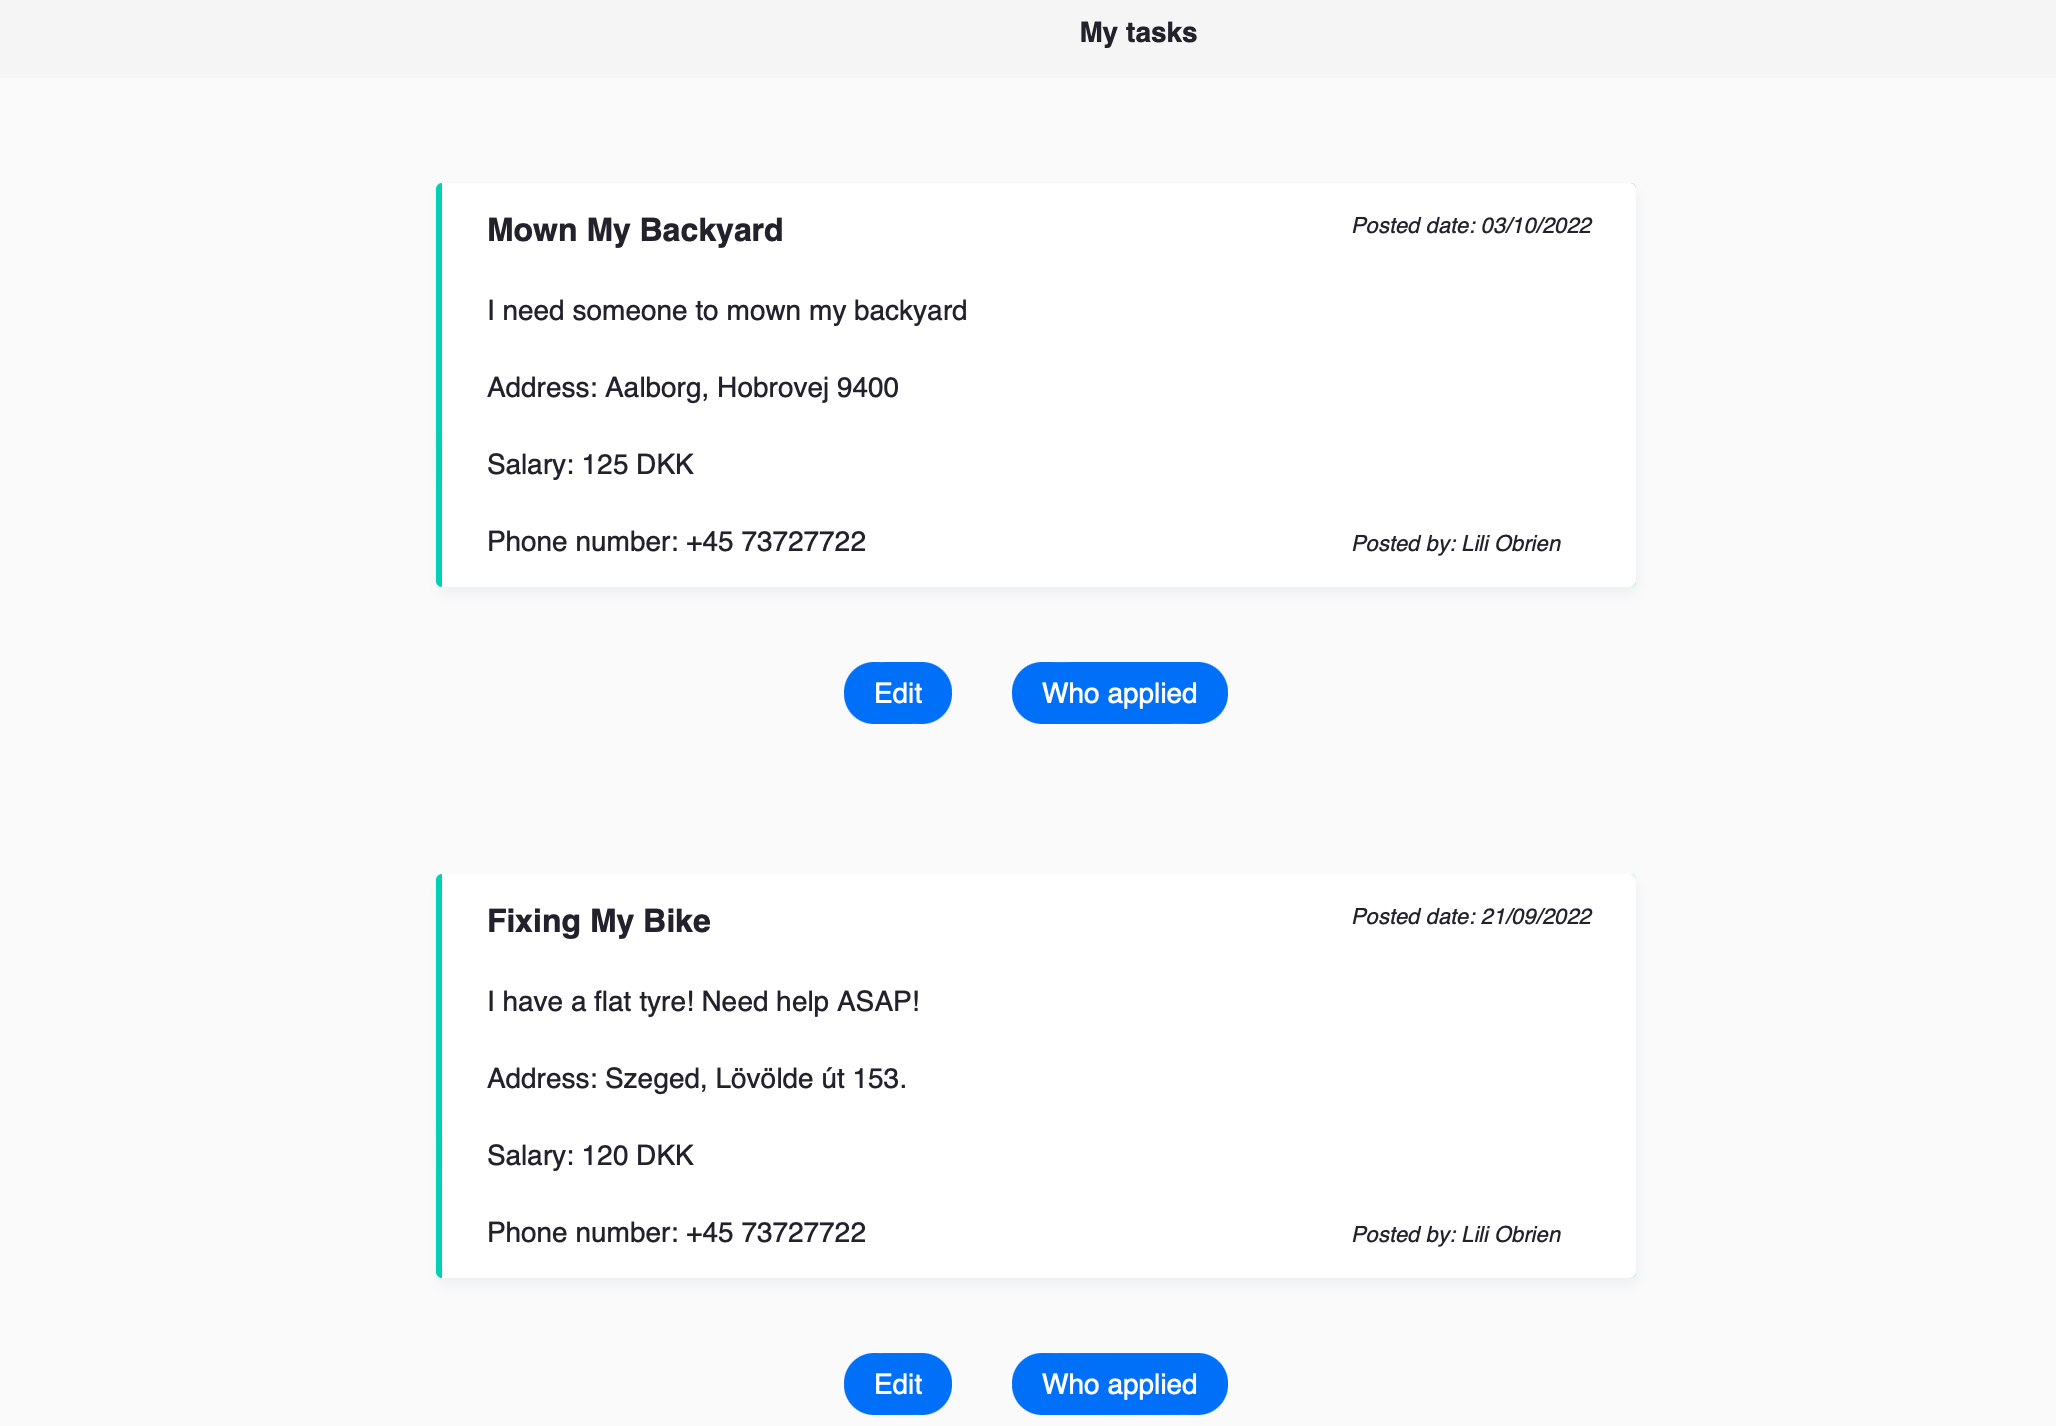 My tasks
Mown My Backyard
Posted date: 03/10/2022
I need someone to mown my backyard
Address: Aalborg, Hobrovej 9400
Salary: 125 DKK
Phone number: +45 73727722
Posted by: Lili Obrien
Edit
Who applied
Fixing My Bike
Posted date: 21/09/2022
I have a flat tyre! Need help ASAP!
Address: Szeged, Lövölde út 153.
Salary: 120 DKK
Phone number: +45 73727722
Posted by: Lili Obrien
Edit
Who applied